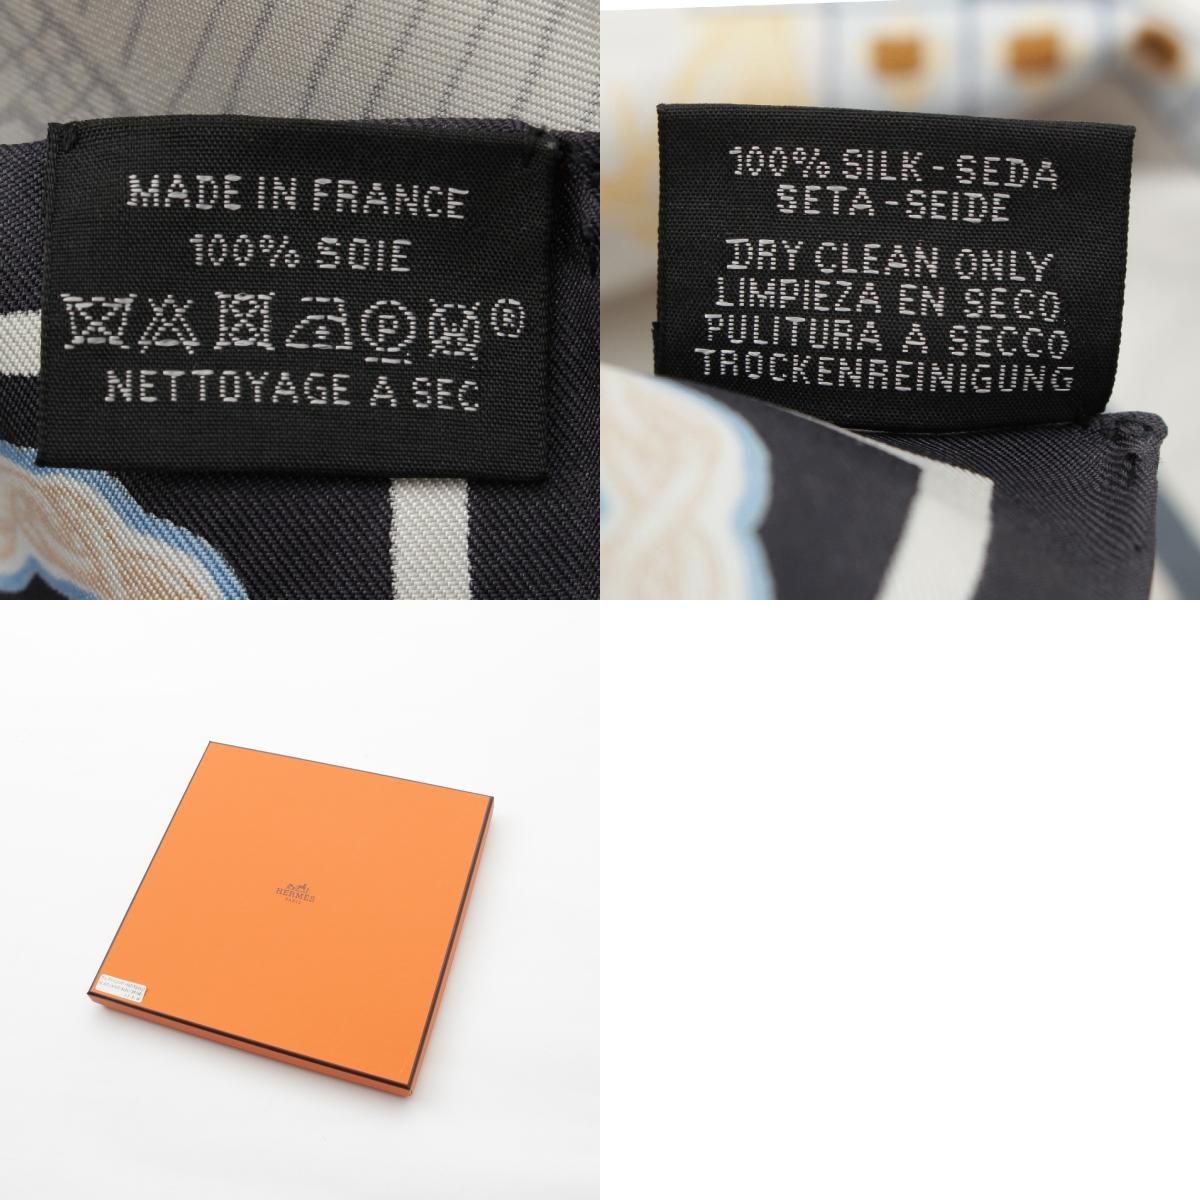 MADE IN FRANCE
100% SOIE
P W ®
NETTOYAGE A SEC
100% SILK - SEDA
SETA - SEIDE
DRY CLEAN ONLY
LIMPIEZA EN SECO
PULITURA A SECCO
TROCKENREINIGUNG
HERMÈS
PARIS